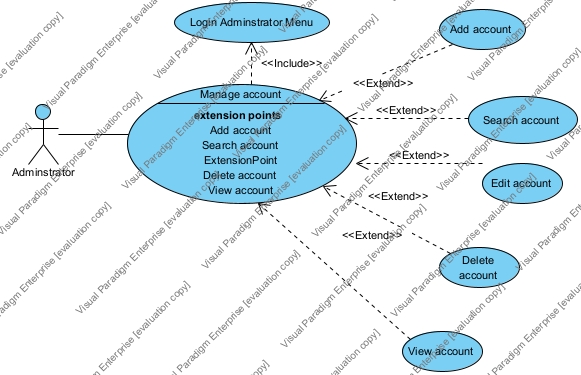 Login Adminstrator Menu
Add account
<<Include>>
<<Extend>>
Manage account
extension points
Add account
Search account
ExtensionPoint
Delete account
View account
<<Extend>>
Search account
<<Extend>>
Edit account
Adminstrator
<<Extend>>
<<Extend>>
Delete
account
View account
Visual Paradigm Enterprise [evaluation copy]